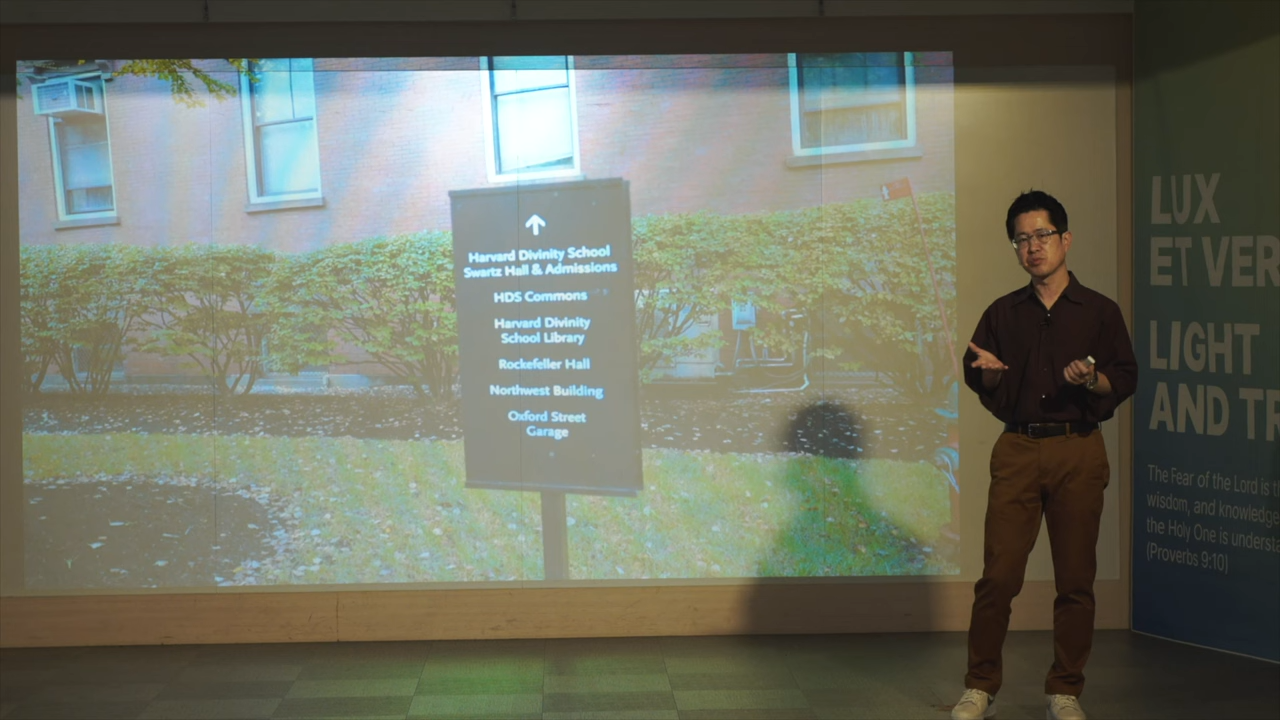 Harvard Divinity School
Swartz Hall & Admissions
HDS Commons
Harvard Divinity
School Library
Rockefeller Hall
Northwest Building
Oxford Street
Garage
LUX
ET VER
LIGHT
AND TR
The Fear of the Lord is
wisdom, and knowledge
the Holy One is understa
(Proverbs 9:10)